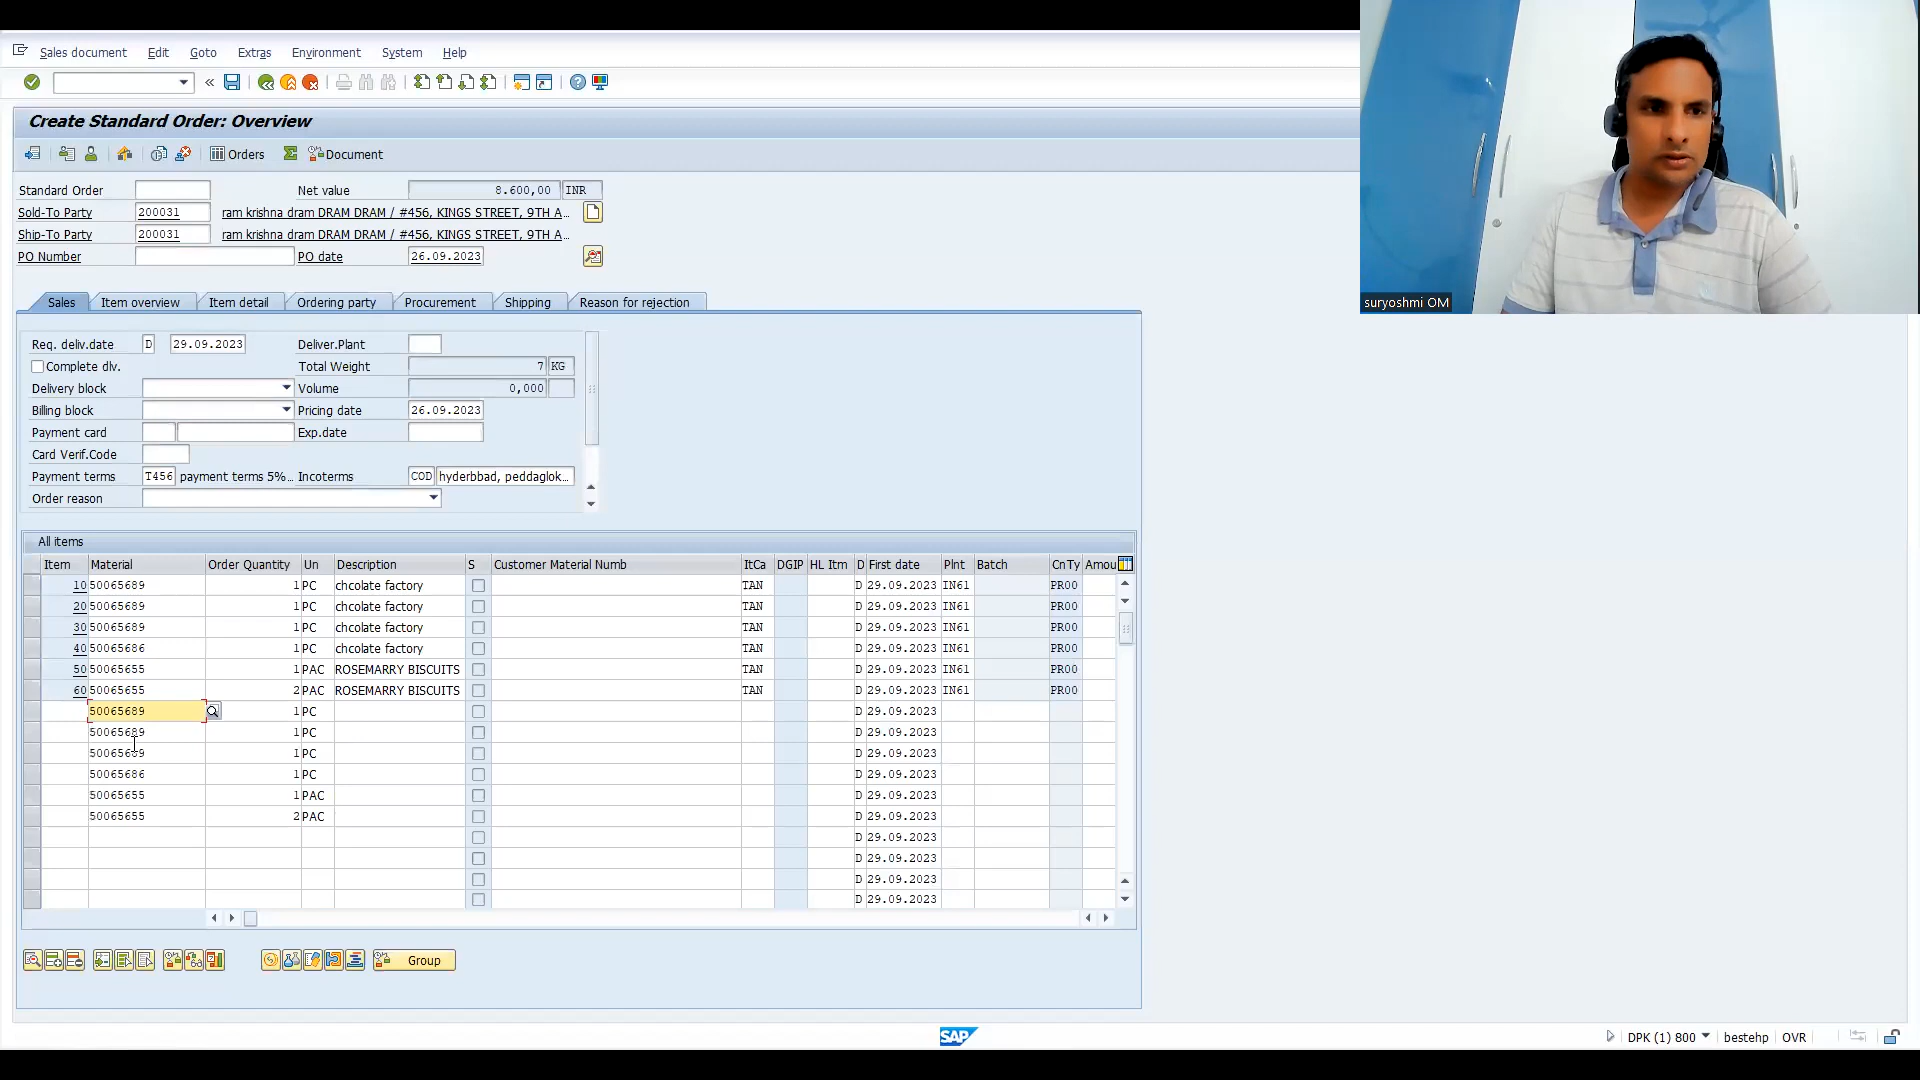 Sales document Edit Goto Extras Environment System Help
Create Standard Order: Overview
Orders Document
Standard Order Net value 8.600,00 INR
Sold-To Party 200031 ram krishna dram DRAM DRAM / #456, KINGS STREET, 9TH A...
Ship-To Party 200031 ram krishna dram DRAM DRAM / #456, KINGS STREET, 9TH A...
PO Number PO date 26.09.2023
Sales Item overview Item detail Ordering party Procurement Shipping Reason for rejection
suryoshmi OM
Req. deliv.date D 29.09.2023 Deliver.Plant
Complete dlv. Total Weight 7 KG
Delivery block Volume 0,000
Billing block Pricing date 26.09.2023
Payment card Exp.date
Card Verif.Code
Payment terms T456 payment terms 5%... Incoterms COD hyderbbad, peddaglok...
Order reason
All items
Item Material Order Quantity Un Description S Customer Material Numb ItCa DGIP HL Itm D First date Plnt Batch CnTy Amou
10 50065689 1 PC chcolate factory TAN D 29.09.2023 IN61 PR00
20 50065689 1 PC chcolate factory TAN D 29.09.2023 IN61 PR00
30 50065689 1 PC chcolate factory TAN D 29.09.2023 IN61 PR00
40 50065686 1 PC chcolate factory TAN D 29.09.2023 IN61 PR00
50 50065655 1 PAC ROSEMARRY BISCUITS TAN D 29.09.2023 IN61 PR00
60 50065655 2 PAC ROSEMARRY BISCUITS TAN D 29.09.2023 IN61 PR00
50065689 1 PC D 29.09.2023
50065689 1 PC D 29.09.2023
50065689 1 PC D 29.09.2023
50065686 1 PC D 29.09.2023
50065655 1 PAC D 29.09.2023
50065655 2 PAC D 29.09.2023
D 29.09.2023
D 29.09.2023
D 29.09.2023
D 29.09.2023
Group
SAP DPK (1) 800 bestehp OVR